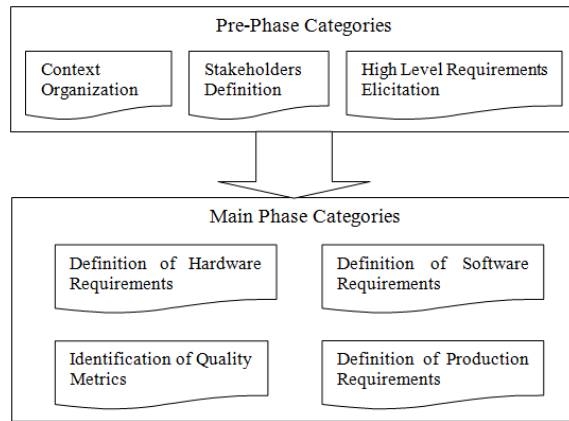 Pre-Phase Categories
Context
Organization
Stakeholders
Definition
High Level Requirements
Elicitation
Main Phase Categories
Definition of Hardware
Requirements
Definition of Software
Requirements
Identification of Quality
Metrics
Definition of Production
Requirements